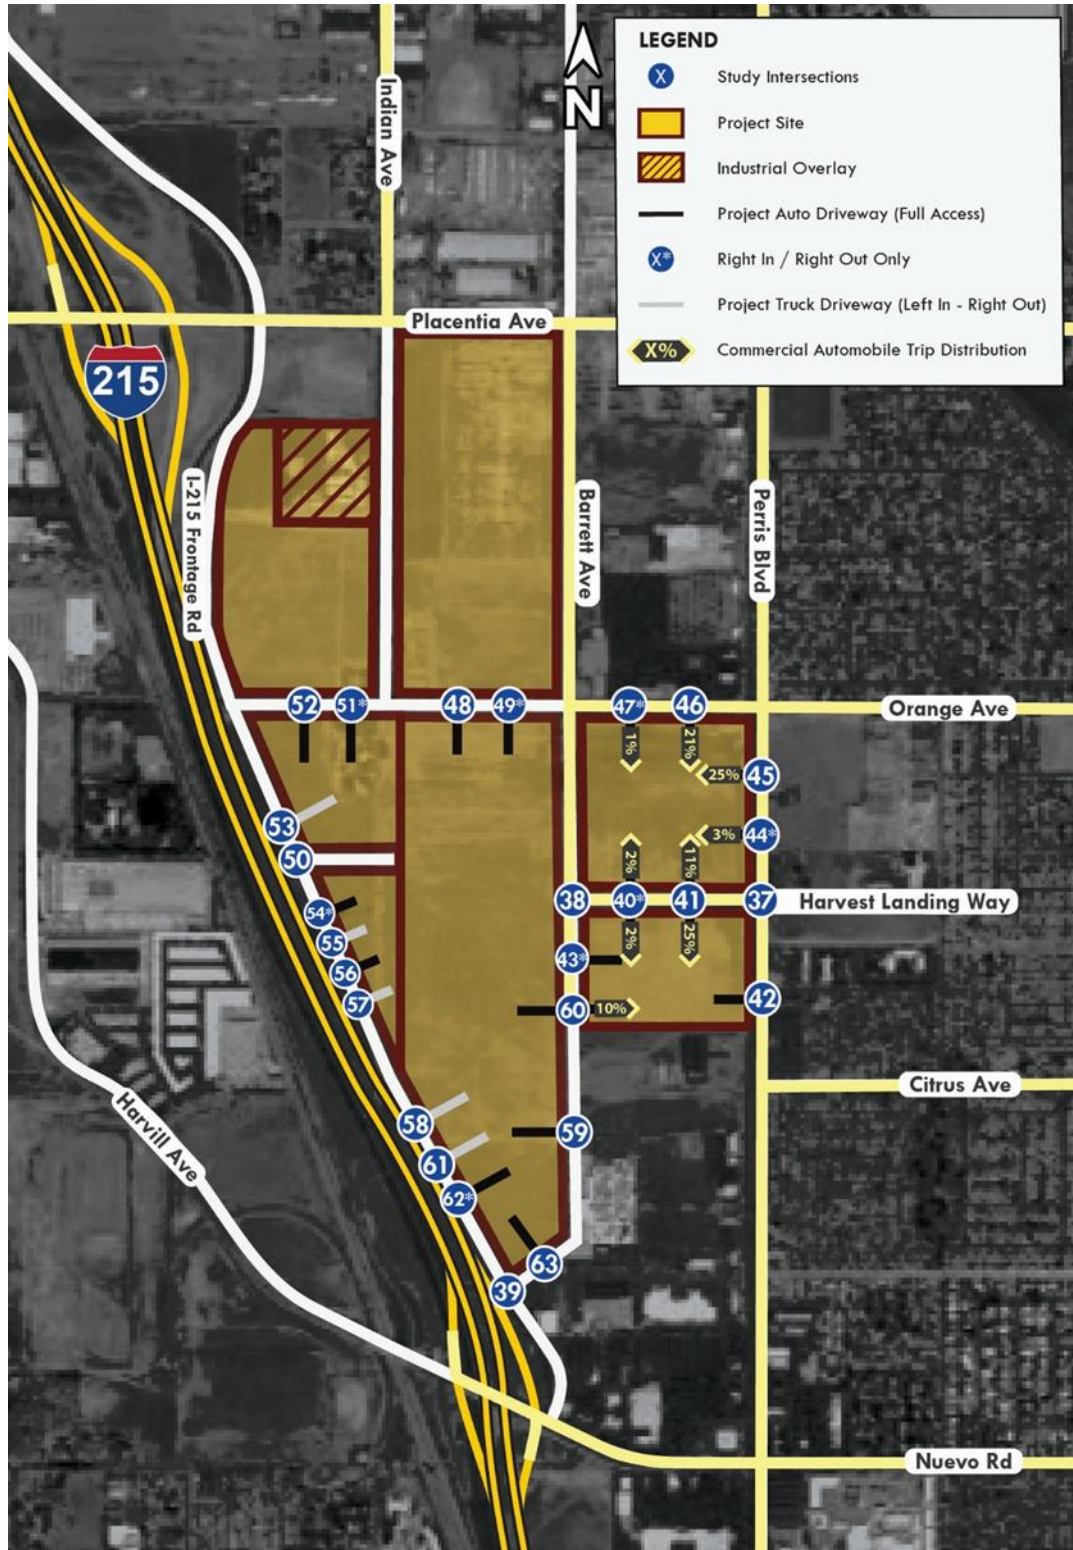 LEGEND
X Study Intersections
Project Site
Industrial Overlay
Project Auto Driveway (Full Access)
X* Right In / Right Out Only
Project Truck Driveway (Left In - Right Out)
X% Commercial Automobile Trip Distribution
N
Indian Ave
Placentia Ave
215
I-215 Frontage Rd
Barrett Ave
Perris Blvd
52 51* 48 49* 47* 46
Orange Ave
1% 21%
25% 45
53
3% 44*
50
2% 11%
38 40* 41 37
Harvest Landing Way
54*
55
2% 25%
56
43*
57
42
60 10%
Citrus Ave
Harvill Ave
58
59
61
62*
63
39
Nuevo Rd